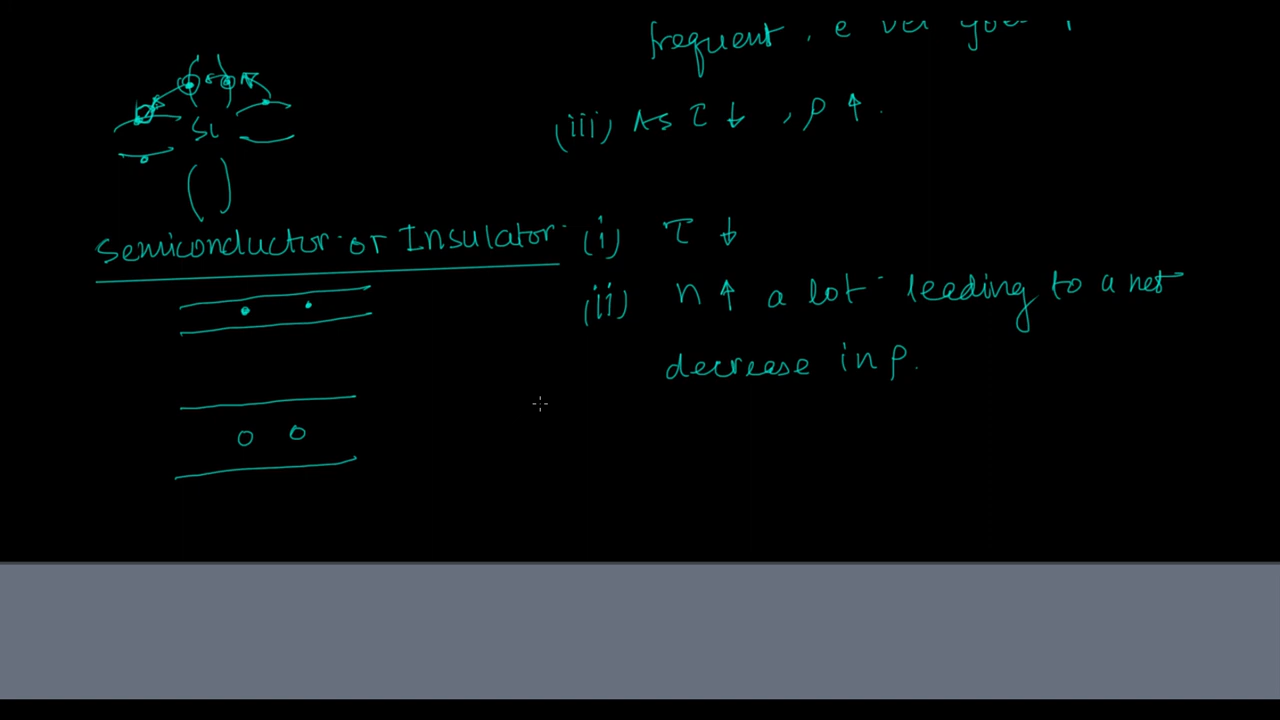 frequent, e
(iii) As τ ↓ , ρ ↑.
Si
Semiconductor or Insulator. (i) τ ↓
(ii) n ↑ a lot leading to a net
decrease in ρ.